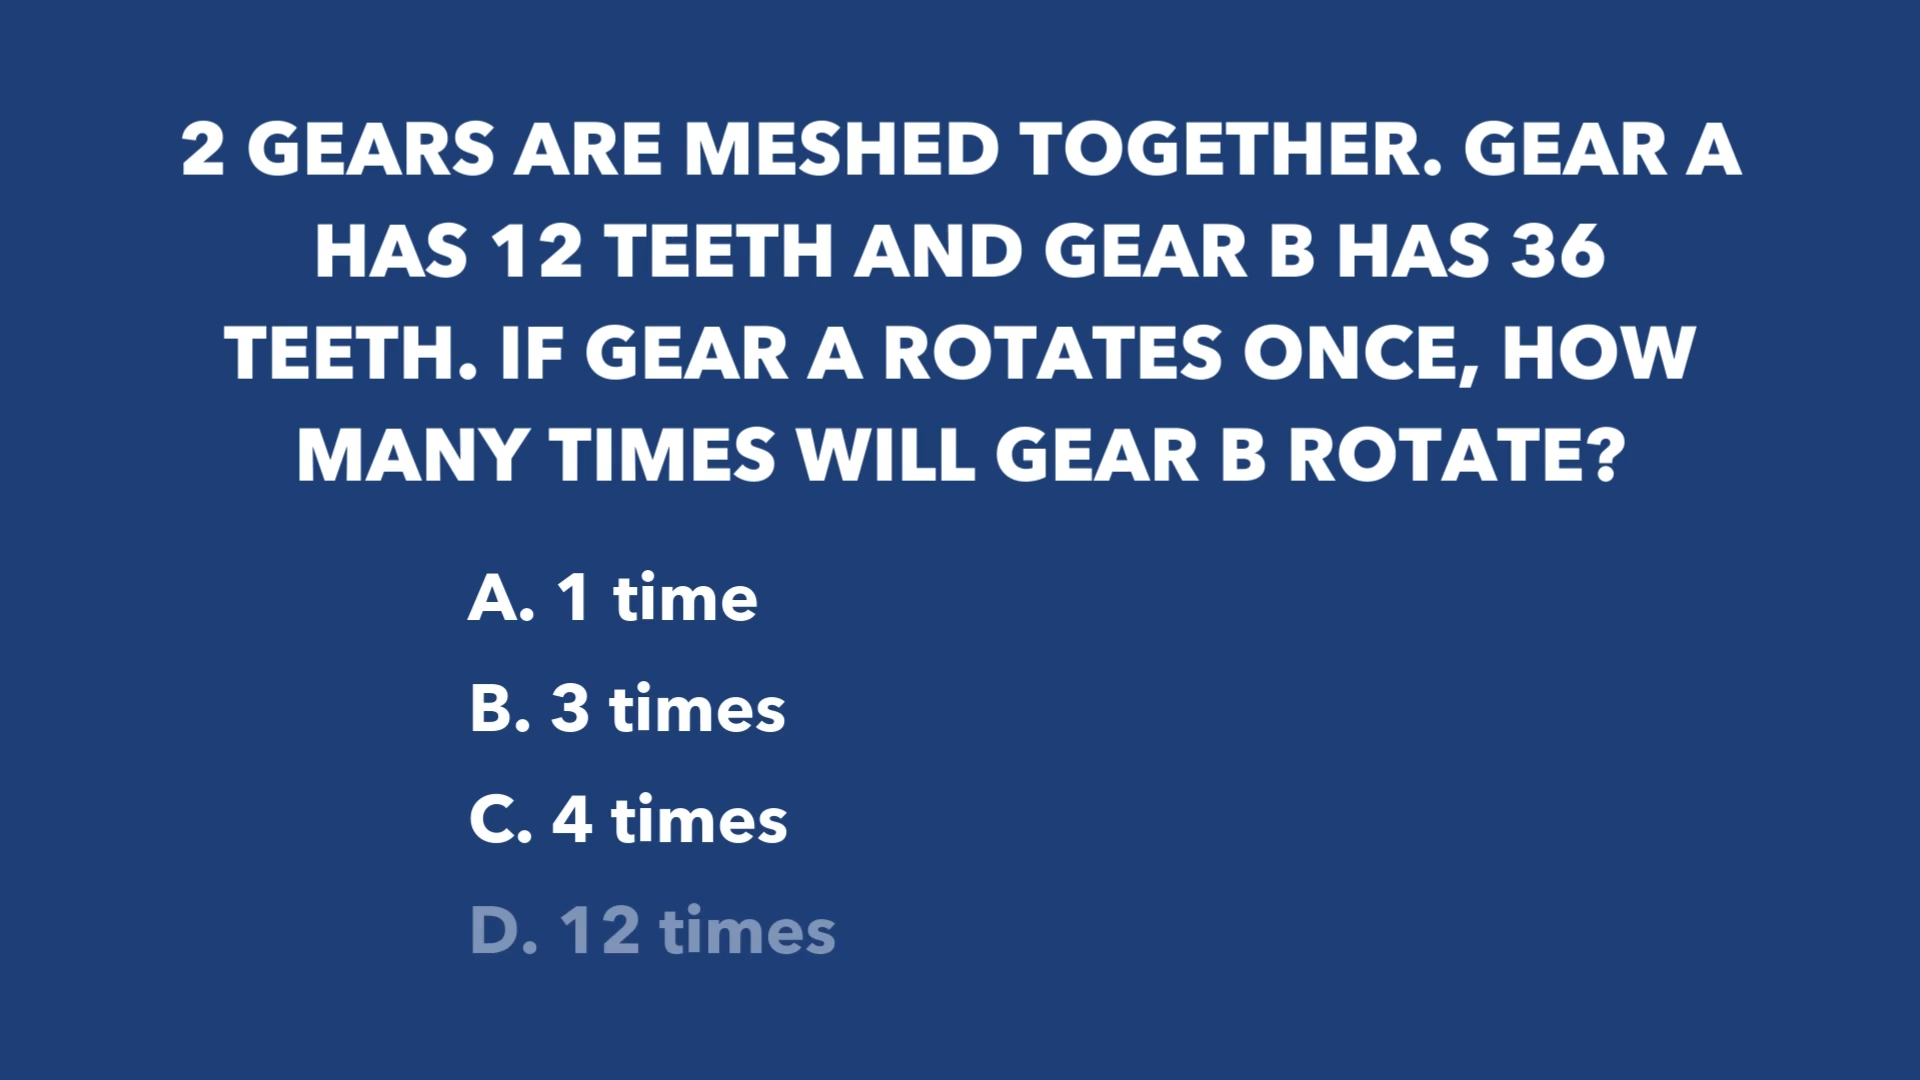 2 GEARS ARE MESHED TOGETHER. GEAR A
HAS 12 TEETH AND GEAR B HAS 36
TEETH. IF GEAR A ROTATES ONCE, HOW
MANY TIMES WILL GEAR B ROTATE?
A. 1 time
B. 3 times
C. 4 times
D. 12 times